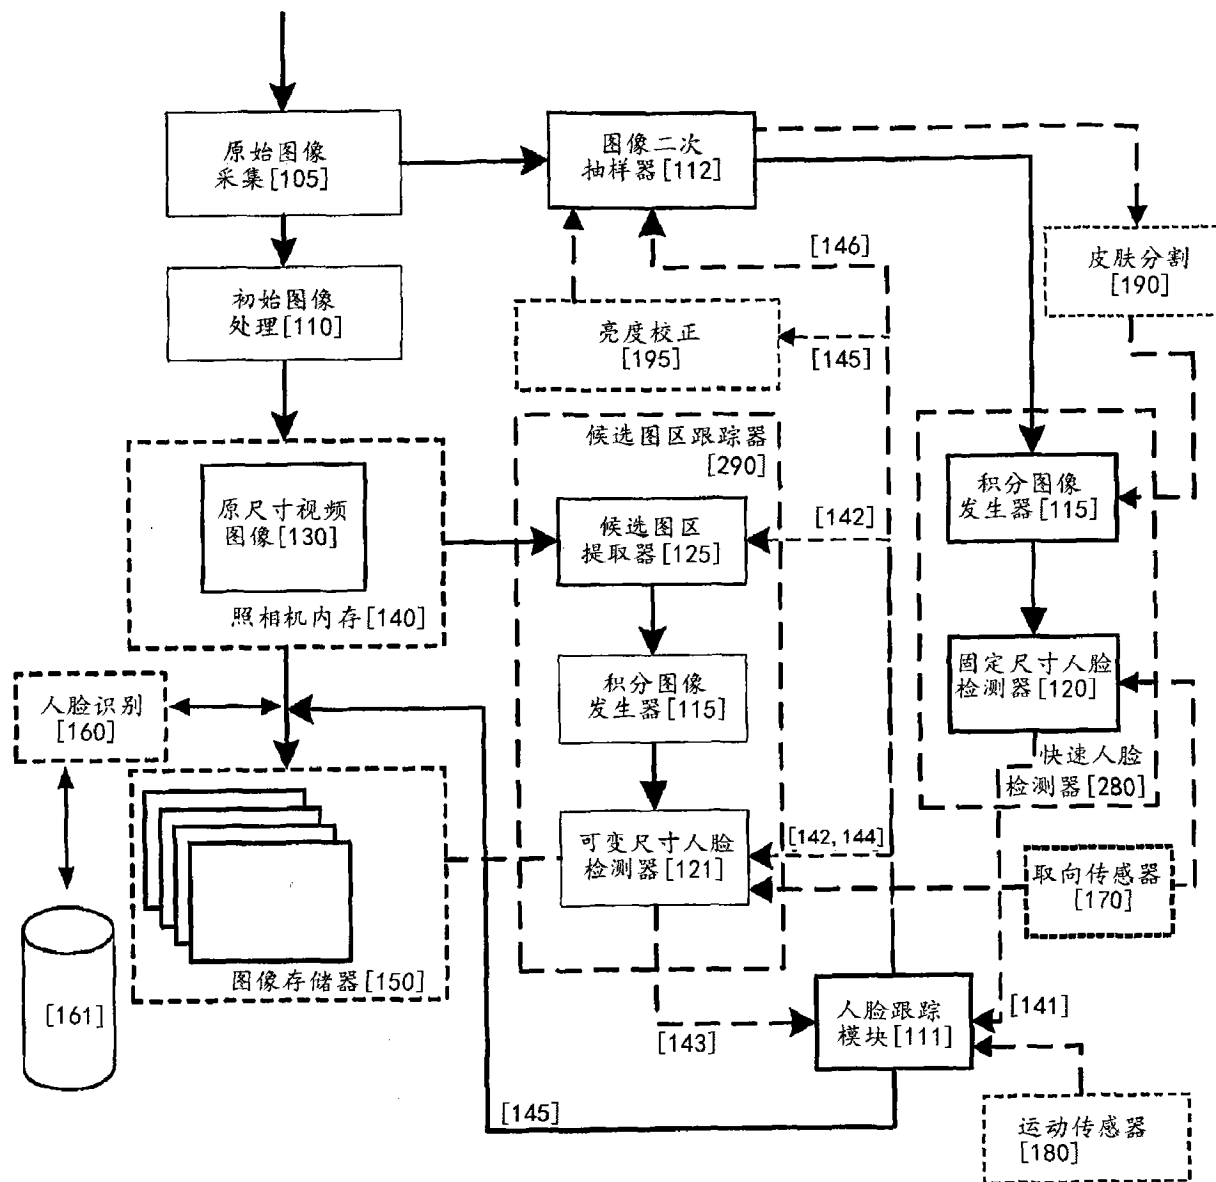 原始图像
采集[105]
图像二次
抽样器[112]
[146]
皮肤分割
[190]
初始图像
处理[110]
亮度校正
[195]
[145]
候选图区跟踪器
[290]
原尺寸视频
图像[130]
照相机内存[140]
候选图区
提取器[125]
[142]
积分图像
发生器[115]
人脸识别
[160]
积分图像
发生器[115]
固定尺寸人脸
检测器[120]
快速人脸
检测器[280]
可变尺寸人脸
检测器[121]
[142,144]
取向传感器
[170]
图像存储器[150]
[161]
[143]
人脸跟踪
模块[111]
[141]
[145]
运动传感器
[180]